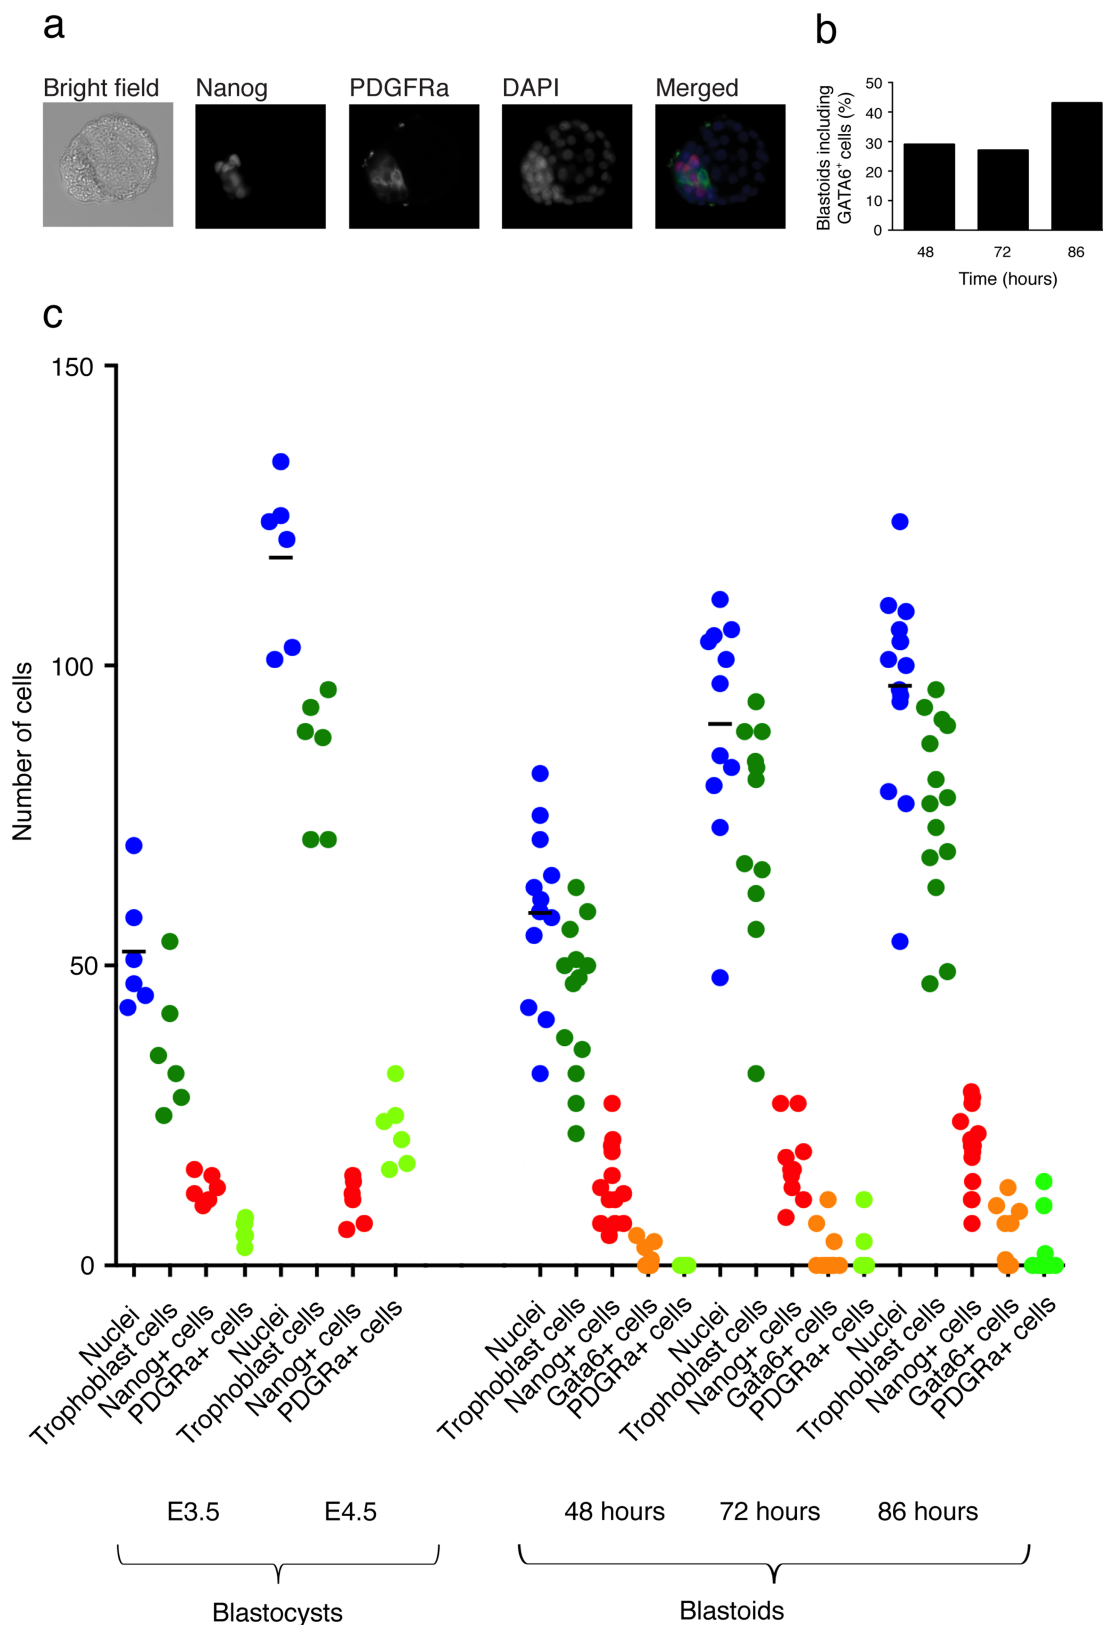 a
b
Bright field
Nanog
PDGFRa
DAPI
Merged
Blastoids including
GATA6+ cells (%)
50
40
30
20
10
0
48
72
86
Time (hours)
c
Number of cells
150
100
50
0
Nuclei
Trophoblast cells
Nanog+ cells
PDGRa+ cells
Nuclei
Trophoblast cells
Nanog+ cells
PDGRa+ cells
Nuclei
Trophoblast cells
Nanog+ cells
Gata6+ cells
PDGRa+ cells
Nuclei
Trophoblast cells
Nanog+ cells
Gata6+ cells
PDGRa+ cells
Nuclei
Trophoblast cells
Nanog+ cells
Gata6+ cells
PDGRa+ cells
E3.5
E4.5
48 hours
72 hours
86 hours
Blastocysts
Blastoids